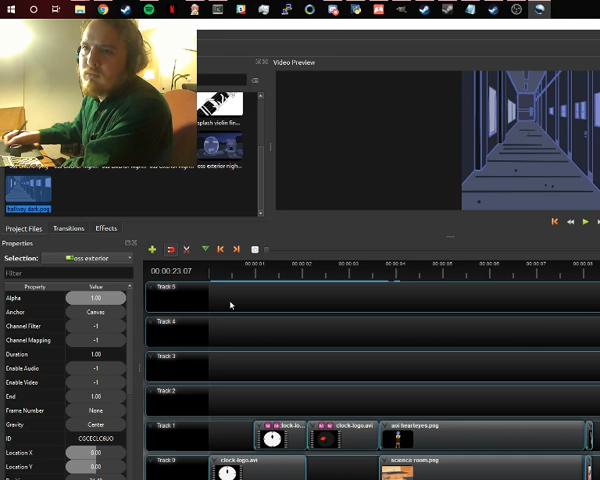 Video Preview
splash violin fin...
oss exterior nigh...
hallway dark.png
Project Files Transitions Effects
Properties
Selection: oss exterior
Filter
00:00:23:07
00:00:01 00:00:02 00:00:03 00:00:04 00:00:05 00:00:06 00:00:07 00:00:08
Property Value
Alpha 1.00
Anchor Canvas
Channel Filter -1
Channel Mapping -1
Duration 1.00
Enable Audio -1
Enable Video -1
End 1.00
Frame Number None
Gravity Center
ID CGCECLC6UO
Location X 0.00
Location Y 0.00
Track 5
Track 4
Track 3
Track 2
Track 1
clock-lo... clock-logo.avi aoi hearteyes.png
Track 0
clock-logo.avi science room.png